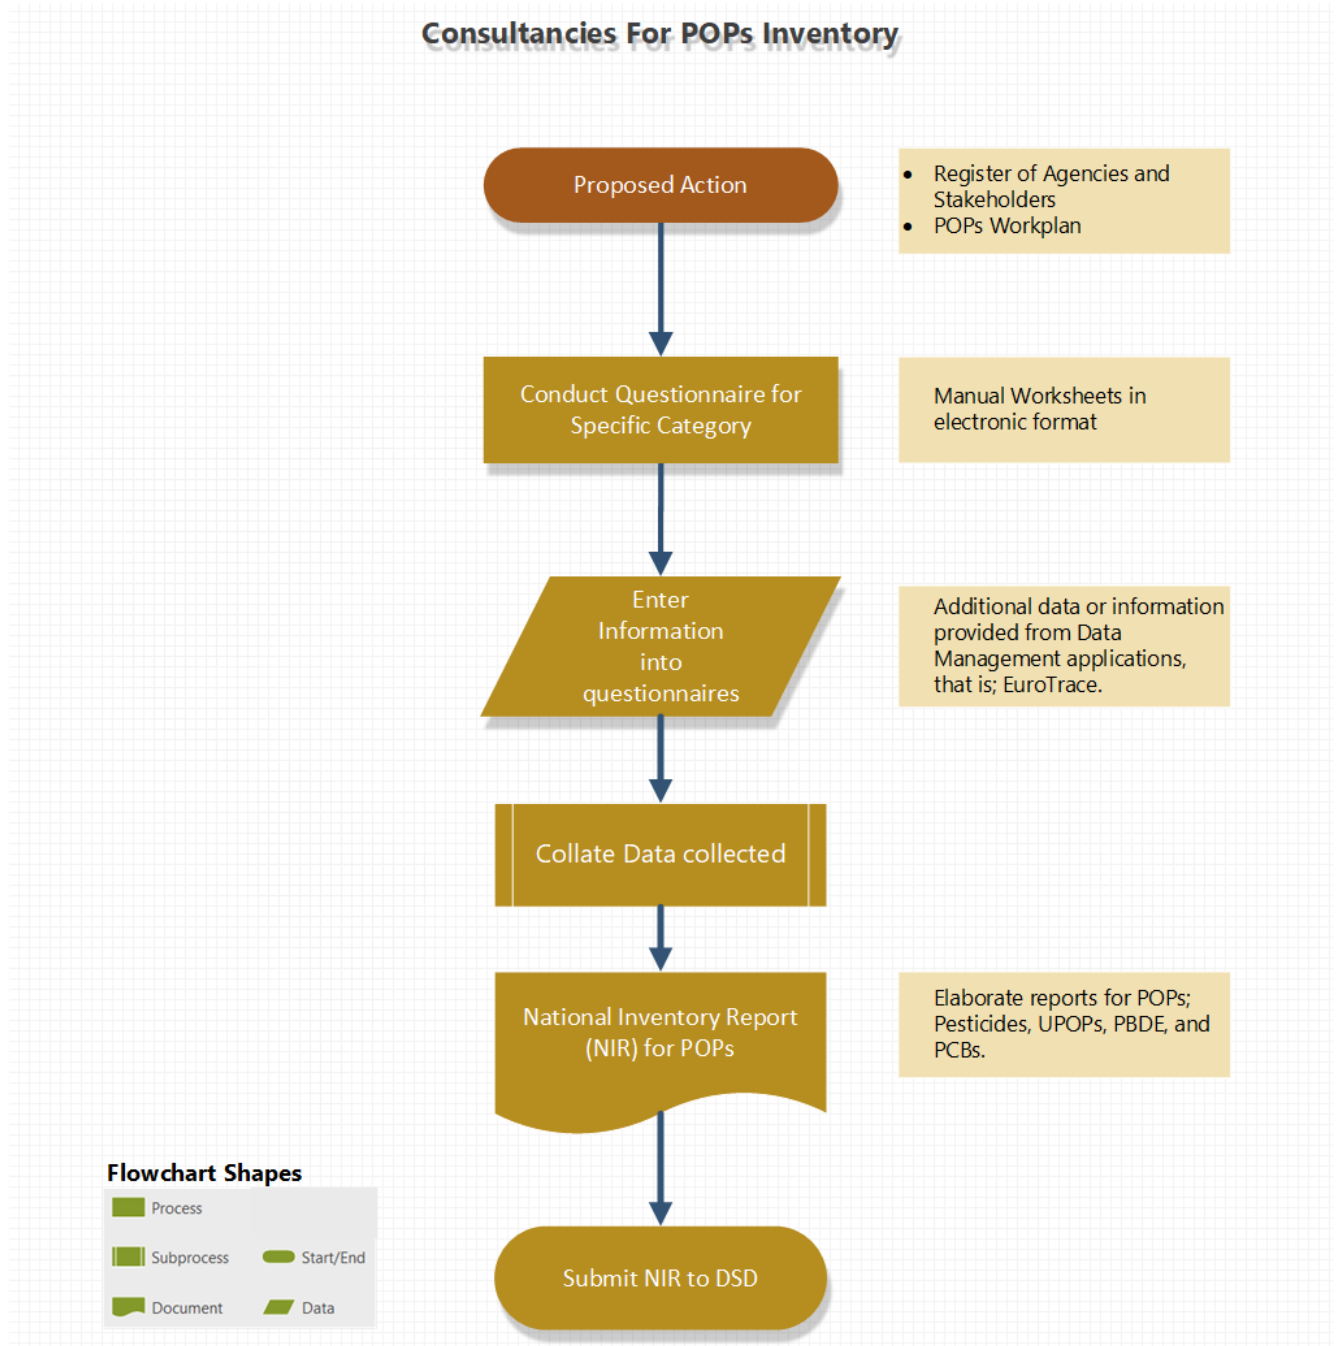 Consultancies For POPs Inventory
Proposed Action
• Register of Agencies and
Stakeholders
• POPs Workplan
Conduct Questionnaire for
Specific Category
Manual Worksheets in
electronic format
Enter
Information
into
questionnaires
Additional data or information
provided from Data
Management applications,
that is; EuroTrace.
Collate Data collected
National Inventory Report
(NIR) for POPs
Elaborate reports for POPs;
Pesticides, UPOPs, PBDE, and
PCBs.
Submit NIR to DSD
Flowchart Shapes
Process
Subprocess
Start/End
Document
Data